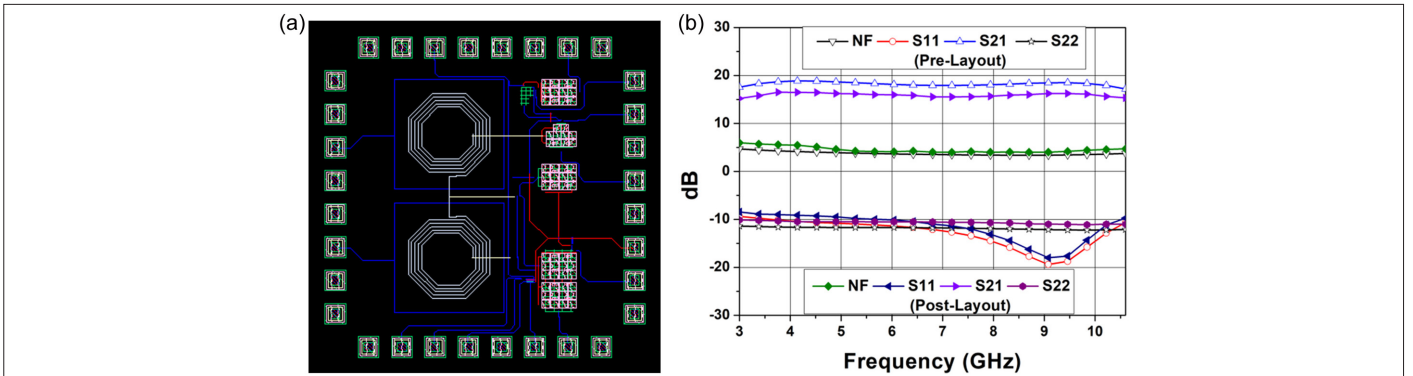 (a)
(b)
30
20
10
0
-10
-20
-30
dB
NF S11 S21 S22
(Pre-Layout)
NF S11 S21 S22
(Post-Layout)
3 4 5 6 7 8 9 10
Frequency (GHz)